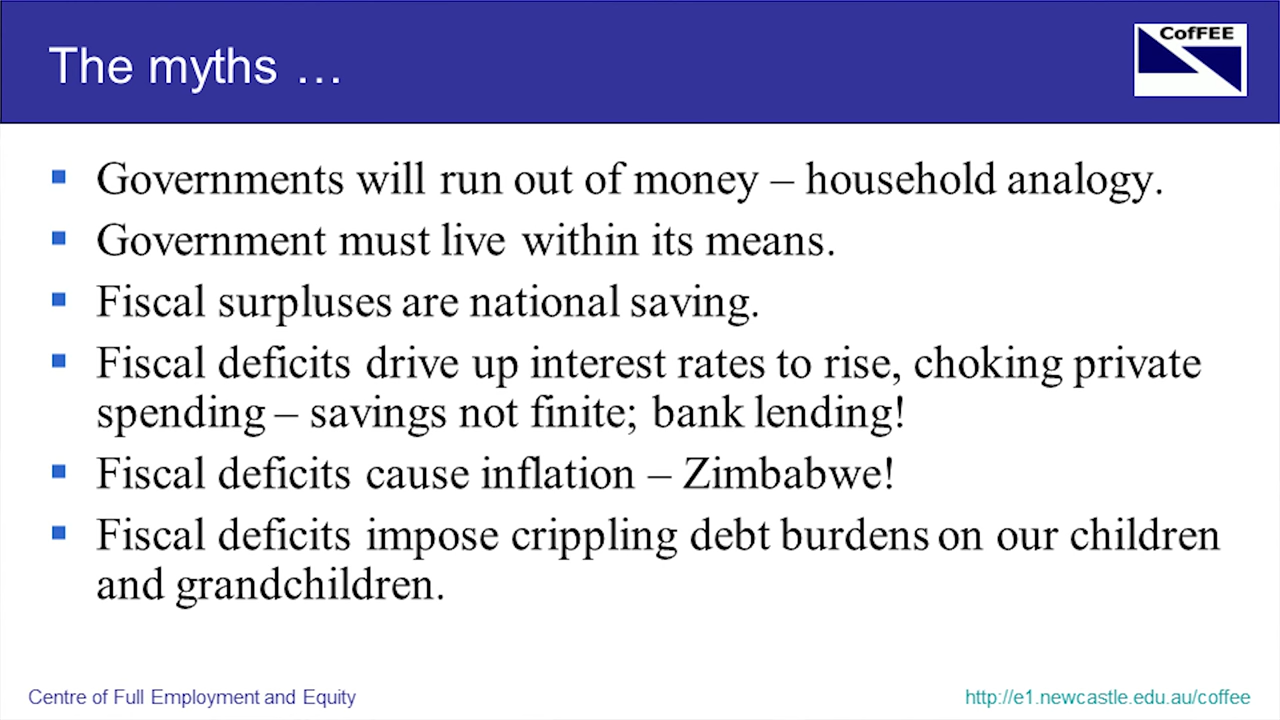 The myths …
CofFEE
Governments will run out of money – household analogy.
Government must live within its means.
Fiscal surpluses are national saving.
Fiscal deficits drive up interest rates to rise, choking private
spending – savings not finite; bank lending!
Fiscal deficits cause inflation – Zimbabwe!
Fiscal deficits impose crippling debt burdens on our children
and grandchildren.
Centre of Full Employment and Equity
http://e1.newcastle.edu.au/coffee